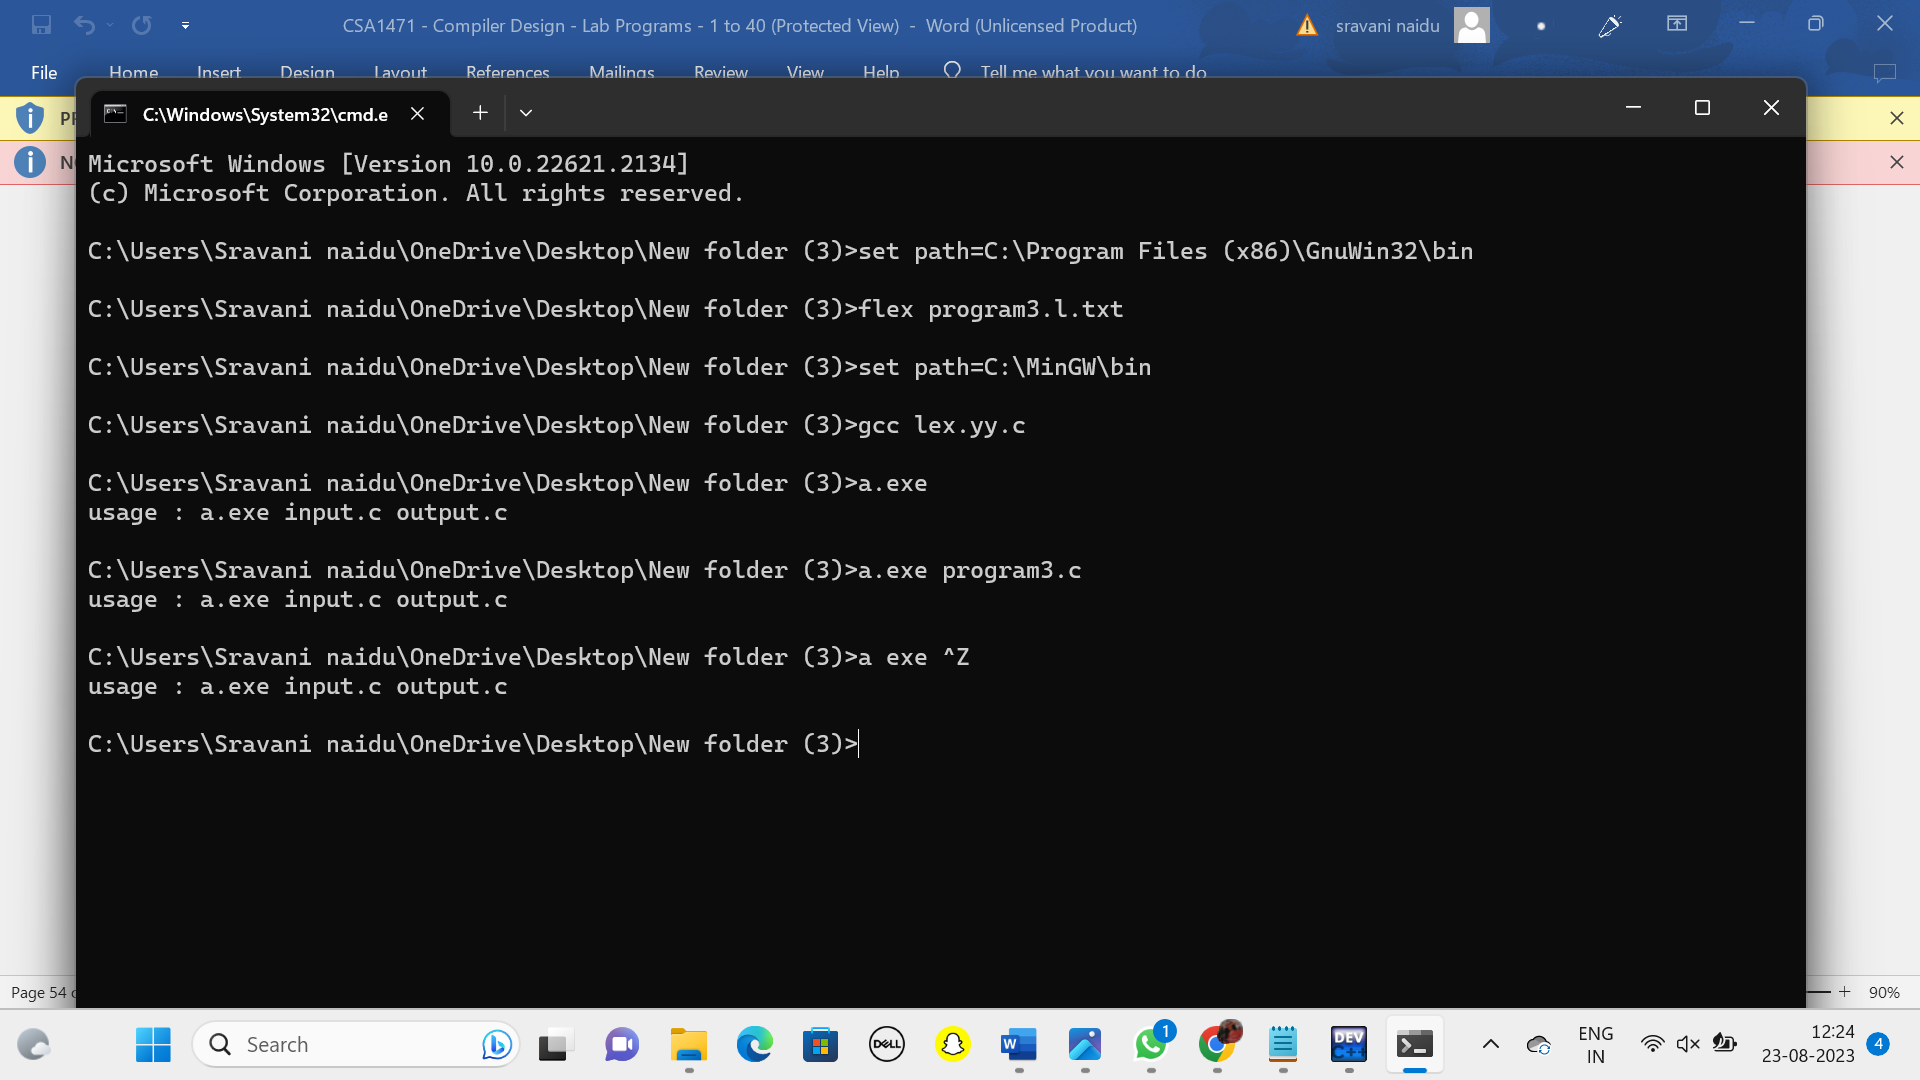 CSA1471 - Compiler Design - Lab Programs - 1 to 40 (Protected View) - Word (Unlicensed Product)
sravani naidu
File Home Insert Design Layout References Mailings Review View Help Tell me what you want to do
C:\Windows\System32\cmd.e
Microsoft Windows [Version 10.0.22621.2134]
(c) Microsoft Corporation. All rights reserved.
C:\Users\Sravani naidu\OneDrive\Desktop\New folder (3)>set path=C:\Program Files (x86)\GnuWin32\bin
C:\Users\Sravani naidu\OneDrive\Desktop\New folder (3)>flex program3.l.txt
C:\Users\Sravani naidu\OneDrive\Desktop\New folder (3)>set path=C:\MinGW\bin
C:\Users\Sravani naidu\OneDrive\Desktop\New folder (3)>gcc lex.yy.c
C:\Users\Sravani naidu\OneDrive\Desktop\New folder (3)>a.exe
usage : a.exe input.c output.c
C:\Users\Sravani naidu\OneDrive\Desktop\New folder (3)>a.exe program3.c
usage : a.exe input.c output.c
C:\Users\Sravani naidu\OneDrive\Desktop\New folder (3)>a exe ^Z
usage : a.exe input.c output.c
C:\Users\Sravani naidu\OneDrive\Desktop\New folder (3)>
Page 54
90%
Search
DELL
W
1
DEV
C++
ENG
IN
12:24
23-08-2023
4